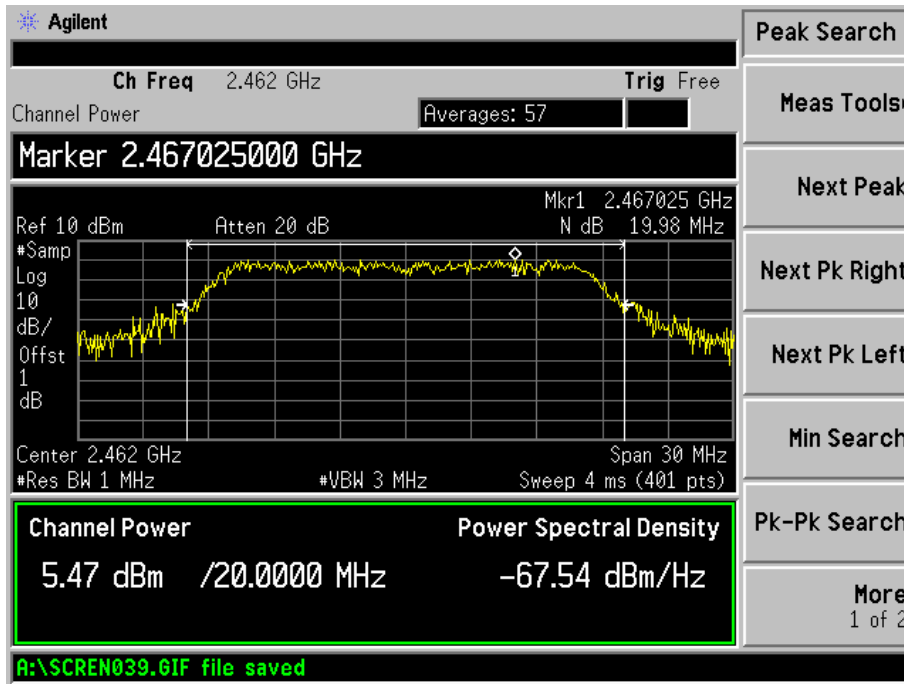 Agilent
Peak Search
Ch Freq 2.462 GHz Trig Free
Channel Power Averages: 57
Meas Tools
Marker 2.467025000 GHz
Next Peak
Mkr1 2.467025 GHz
Ref 10 dBm Atten 20 dB N dB 19.98 MHz
#Samp
Log
10
dB/
Offst
1
dB
1
Next Pk Right
Next Pk Left
Min Search
Center 2.462 GHz Span 30 MHz
#Res BW 1 MHz #VBW 3 MHz Sweep 4 ms (401 pts)
Channel Power Power Spectral Density
Pk-Pk Search
5.47 dBm /20.0000 MHz -67.54 dBm/Hz
More
1 of 2
A:\SCREN039.GIF file saved